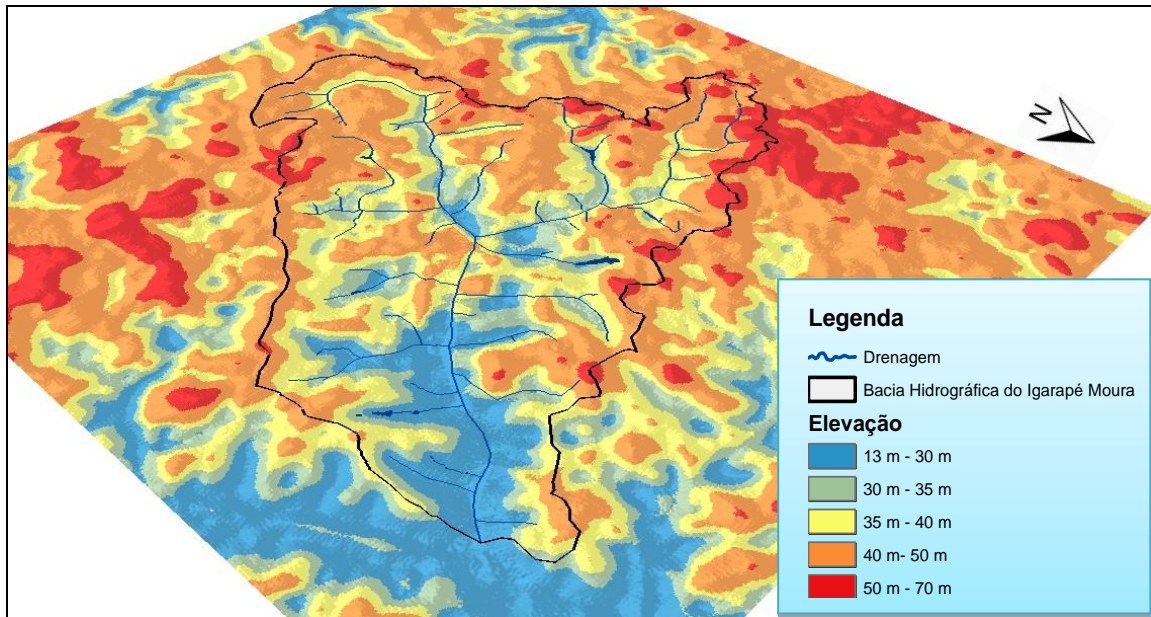 N
Legenda
Drenagem
Bacia Hidrográfica do Igarapé Moura
Elevação
13 m - 30 m
30 m - 35 m
35 m - 40 m
40 m- 50 m
50 m - 70 m